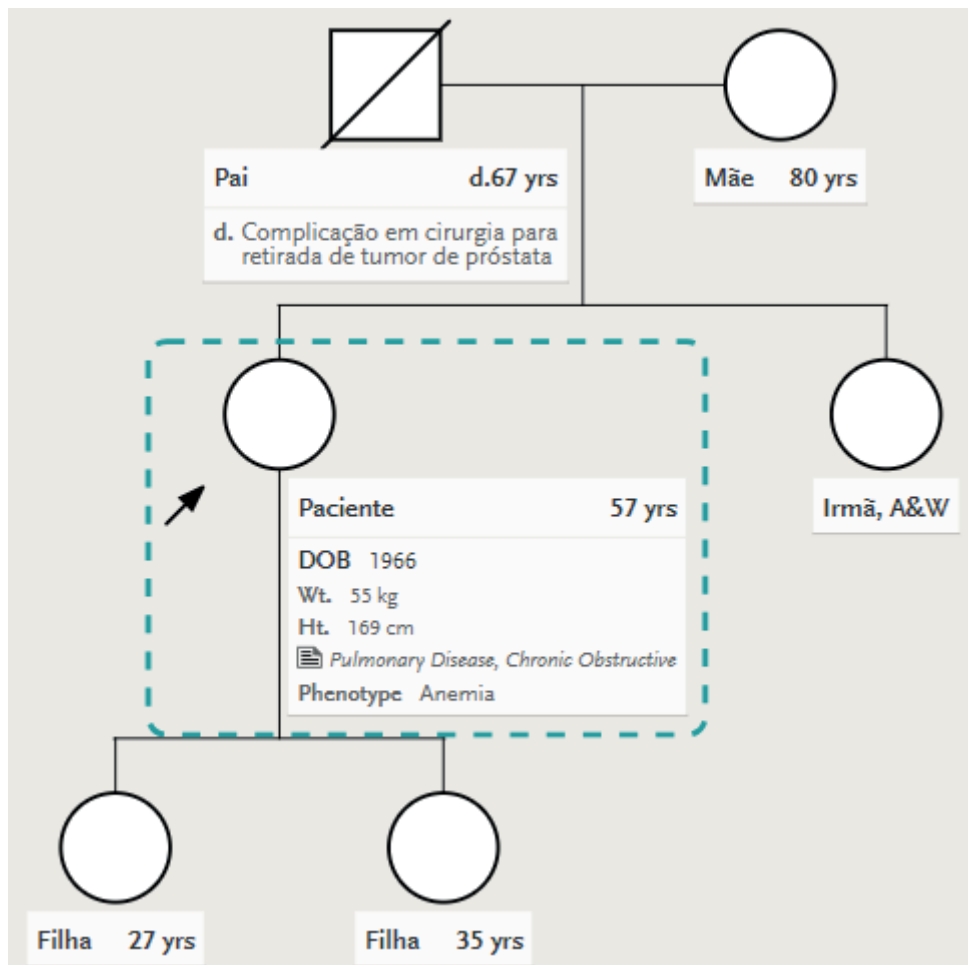 Pai d.67 yrs
Mãe 80 yrs
d. Complicação em cirurgia para
retirada de tumor de próstata
Paciente 57 yrs
Irmã, A&W
DOB 1966
Wt. 55 kg
Ht. 169 cm
Pulmonary Disease, Chronic Obstructive
Phenotype Anemia
Filha 27 yrs
Filha 35 yrs